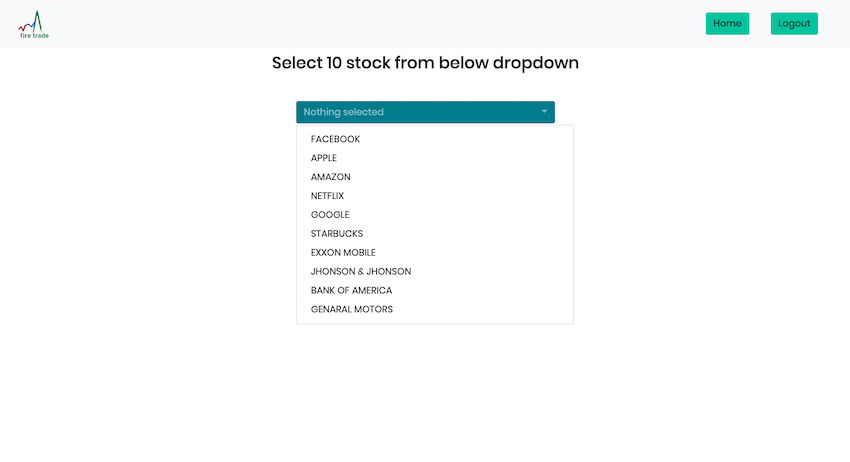 fire trade
Home
Logout
Select 10 stock from below dropdown
Nothing selected
FACEBOOK
APPLE
AMAZON
NETFLIX
GOOGLE
STARBUCKS
EXXON MOBILE
JHONSON & JHONSON
BANK OF AMERICA
GENARAL MOTORS